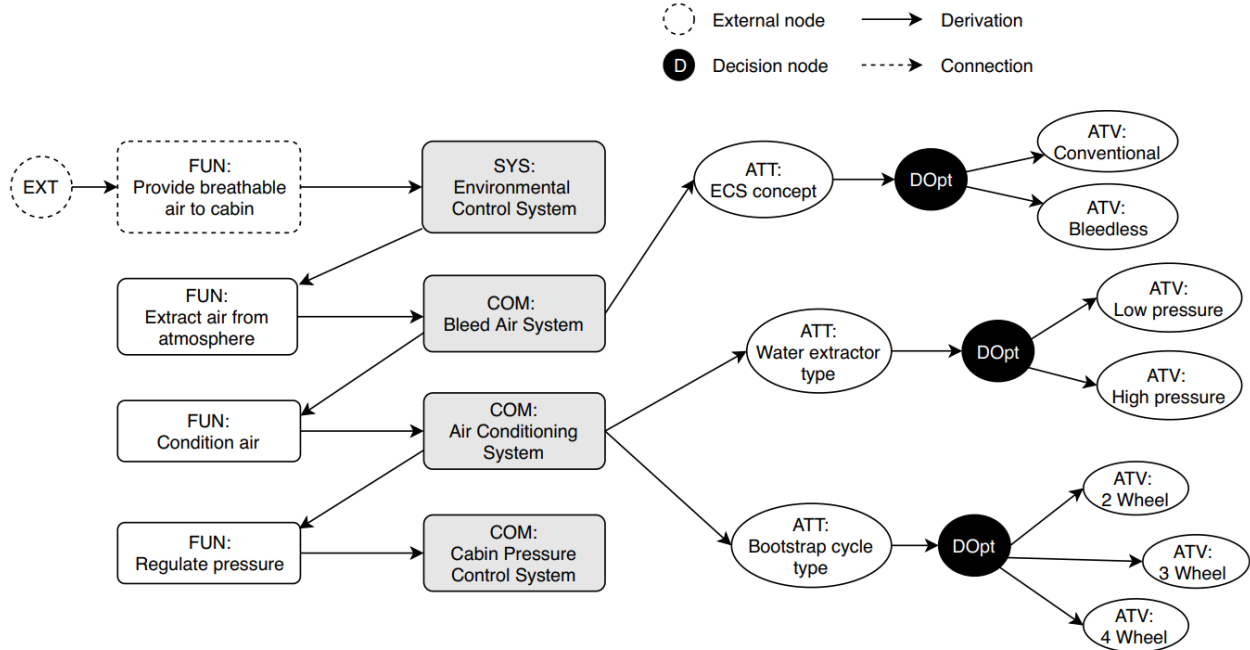 External node
Derivation
D
Decision node
Connection
EXT
FUN:
Provide breathable
air to cabin
SYS:
Environmental
Control System
ATT:
ECS concept
DOpt
ATV:
Conventional
ATV:
Bleedless
FUN:
Extract air from
atmosphere
COM:
Bleed Air System
ATT:
Water extractor
type
DOpt
ATV:
Low pressure
ATV:
High pressure
FUN:
Condition air
COM:
Air Conditioning
System
ATT:
Bootstrap cycle
type
DOpt
ATV:
2 Wheel
ATV:
3 Wheel
ATV:
4 Wheel
FUN:
Regulate pressure
COM:
Cabin Pressure
Control System